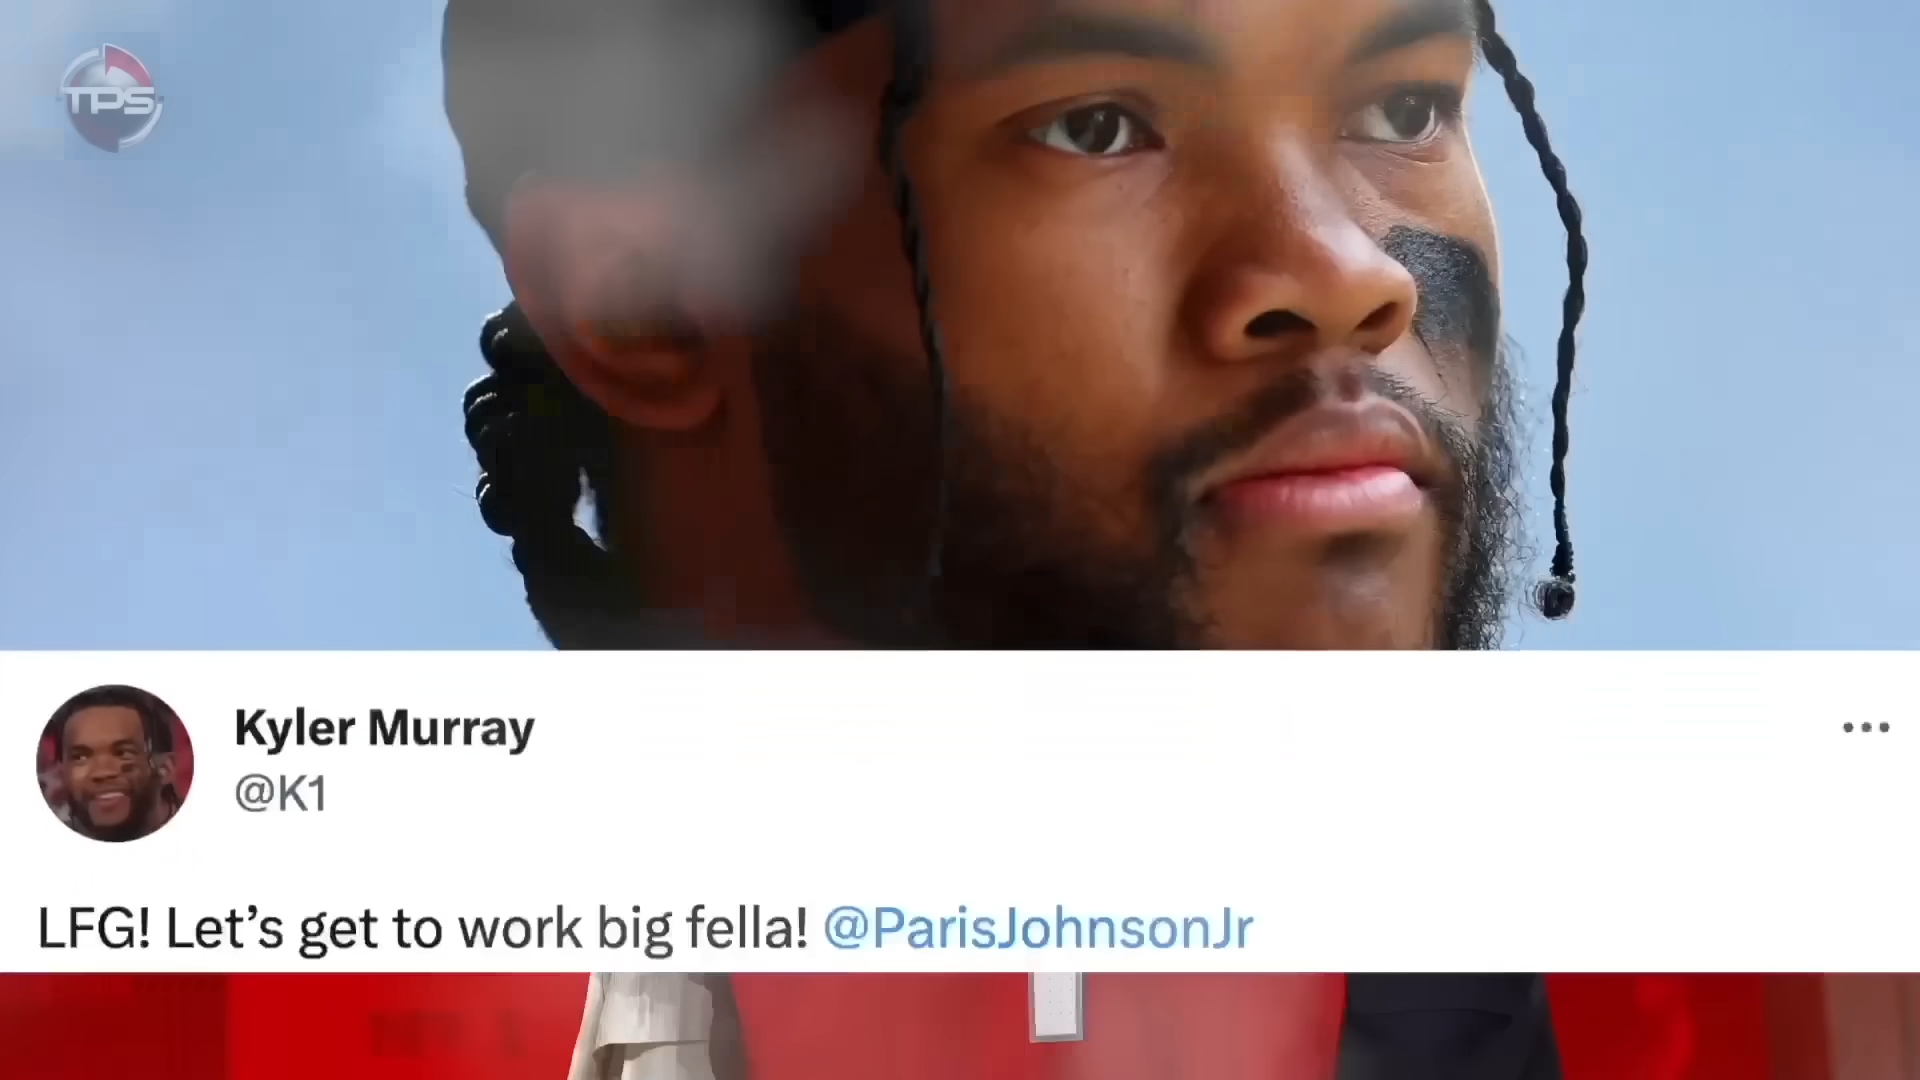 TPS
Kyler Murray
@K1
LFG! Let’s get to work big fella! @ParisJohnsonJr